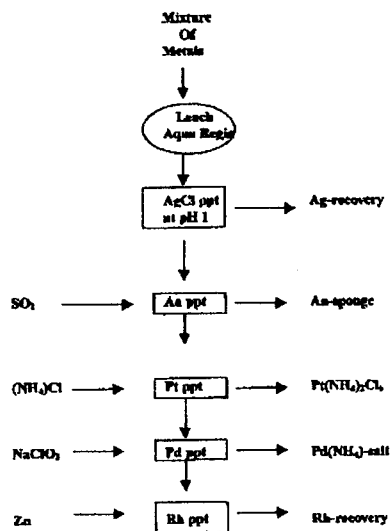 Mixture
Of
Metals
Leach
Aqua Regia
AgCl ppt
at pH 1
Ag-recovery
SO₂
Au ppt
Au-sponge
(NH₄)Cl
Pt ppt
Pt(NH₄)₂Cl₆
NaClO₃
Pd ppt
Pd(NH₄)-salt
Zn
Rh ppt
Rh-recovery